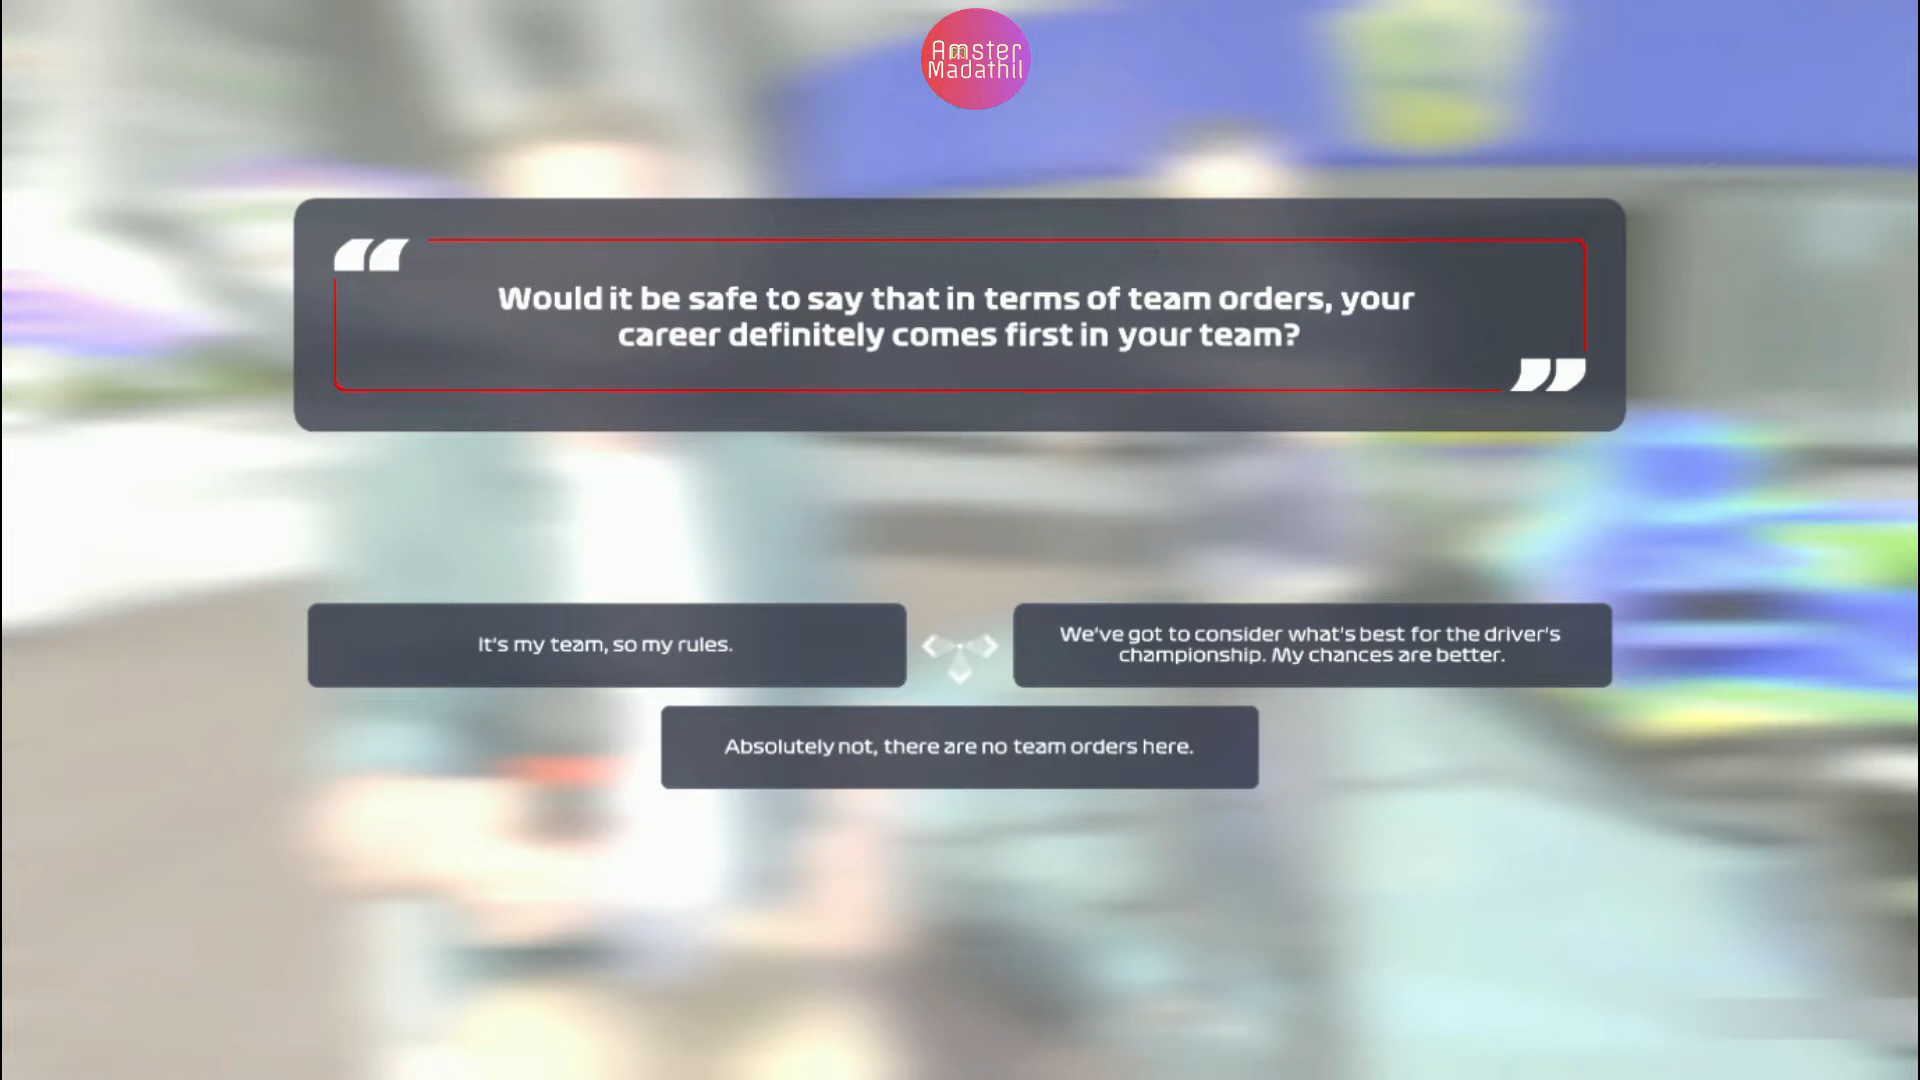 Amster
Madathil
Would it be safe to say that in terms of team orders, your
career definitely comes first in your team?
It's my team, so my rules.
We've got to consider what's best for the driver's
championship. My chances are better.
Absolutely not, there are no team orders here.